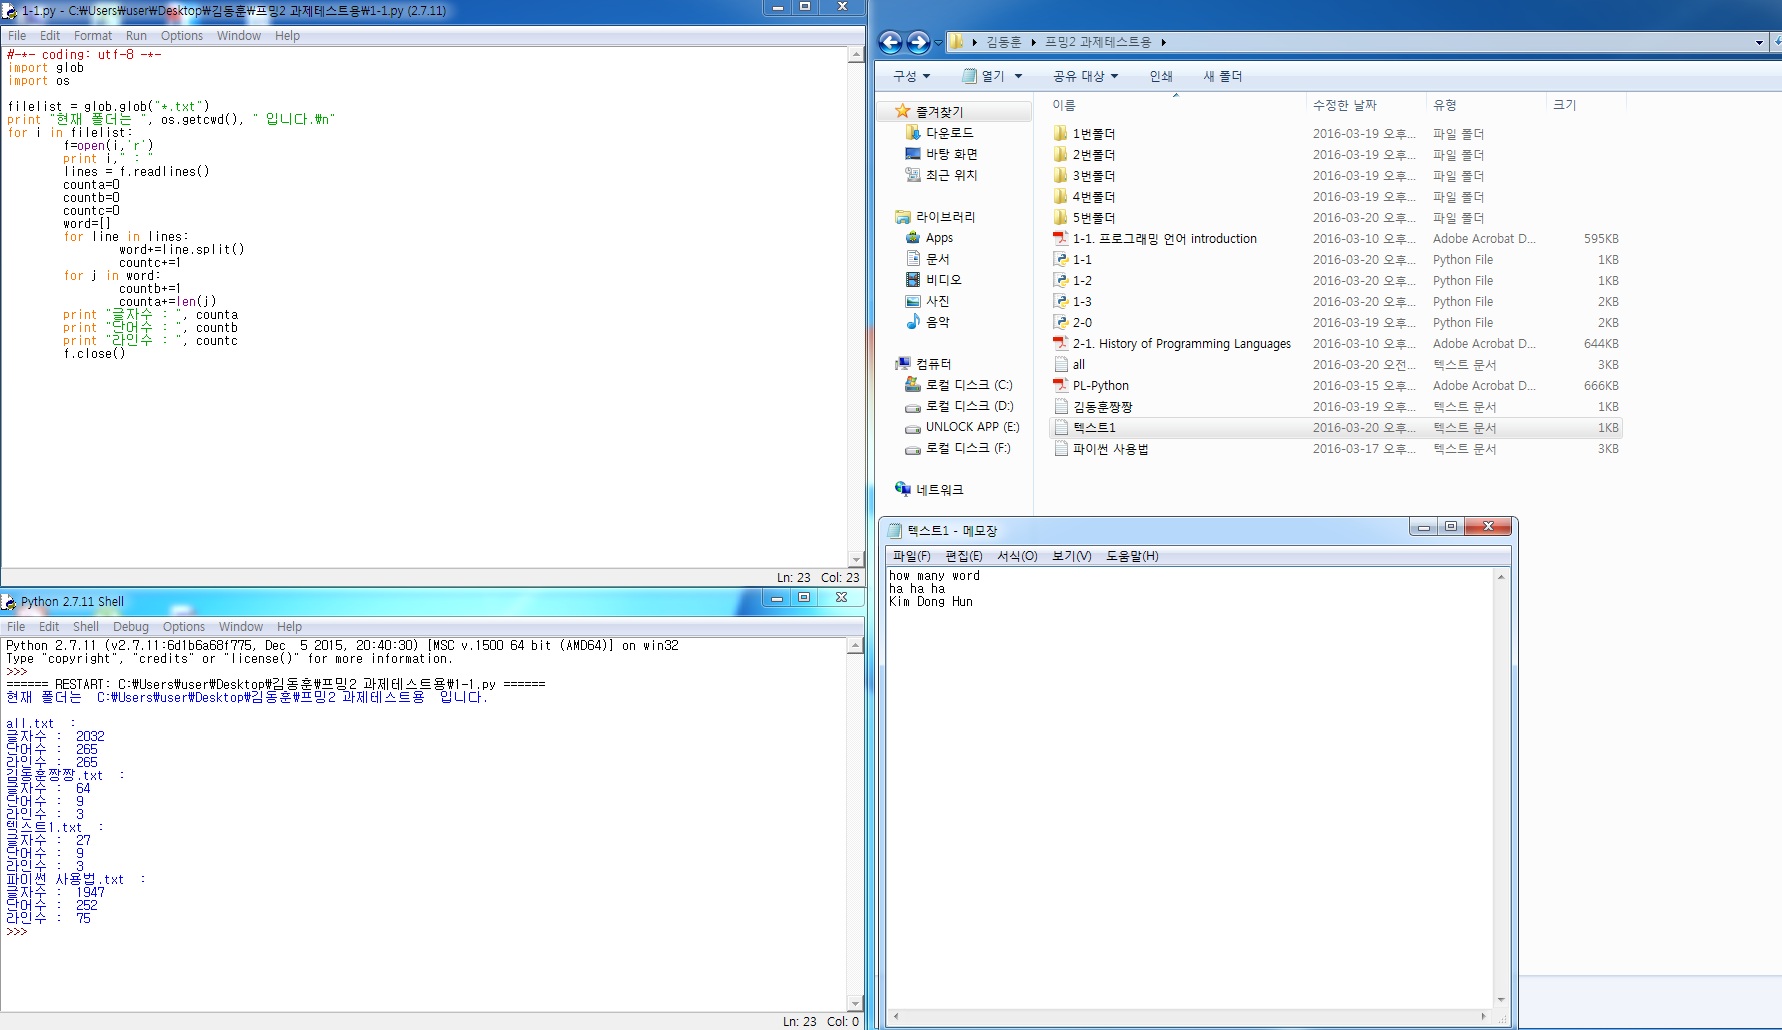 1-1.py - C:₩Users₩user₩Desktop₩김동훈₩프밍2 과제테스트용₩1-1.py (2.7.11)
File Edit Format Run Options Window Help
#-*- coding: utf-8 -*-
import glob
import os
filelist = glob.glob("*.txt")
print "현재 폴더는 ", os.getcwd(), " 입니다.₩n"
for i in filelist:
f=open(i,'r')
print i," : "
lines = f.readlines()
counta=0
countb=0
countc=0
word=[]
for line in lines:
word+=line.split()
countc+=1
for j in word:
countb+=1
counta+=len(j)
print "글자수 : ", counta
print "단어수 : ", countb
print "라인수 : ", countc
f.close()
Ln: 23 Col: 23
Python 2.7.11 Shell
File Edit Shell Debug Options Window Help
Python 2.7.11 (v2.7.11:6d1b6a68f775, Dec  5 2015, 20:40:30) [MSC v.1500 64 bit (AMD64)] on win32
Type "copyright", "credits" or "license()" for more information.
>>>
====== RESTART: C:₩Users₩user₩Desktop₩김동훈₩프밍2 과제테스트용₩1-1.py ======
현재 폴더는  C:₩Users₩user₩Desktop₩김동훈₩프밍2 과제테스트용  입니다.
all.txt  :
글자수 :  2032
단어수 :  265
라인수 :  265
김동훈짱짱.txt  :
글자수 :  64
단어수 :  9
라인수 :  3
텍스트1.txt  :
글자수 :  27
단어수 :  9
라인수 :  3
파이썬 사용법.txt  :
글자수 :  1947
단어수 :  252
라인수 :  75
>>>
Ln: 23 Col: 0
김동훈 프밍2 과제테스트용
구성 열기 공유 대상 인쇄 새 폴더
즐겨찾기
다운로드
바탕 화면
최근 위치
라이브러리
Apps
문서
비디오
사진
음악
컴퓨터
로컬 디스크 (C:)
로컬 디스크 (D:)
UNLOCK APP (E:)
로컬 디스크 (F:)
네트워크
이름 수정한 날짜 유형 크기
1번폴더 2016-03-19 오후... 파일 폴더
2번폴더 2016-03-19 오후... 파일 폴더
3번폴더 2016-03-19 오후... 파일 폴더
4번폴더 2016-03-19 오후... 파일 폴더
5번폴더 2016-03-20 오후... 파일 폴더
1-1. 프로그래밍 언어 introduction 2016-03-10 오후... Adobe Acrobat D... 595KB
1-1 2016-03-20 오후... Python File 1KB
1-2 2016-03-20 오후... Python File 1KB
1-3 2016-03-20 오후... Python File 2KB
2-0 2016-03-19 오후... Python File 2KB
2-1. History of Programming Languages 2016-03-10 오후... Adobe Acrobat D... 644KB
all 2016-03-20 오전... 텍스트 문서 3KB
PL-Python 2016-03-15 오후... Adobe Acrobat D... 666KB
김동훈짱짱 2016-03-19 오후... 텍스트 문서 1KB
텍스트1 2016-03-20 오후... 텍스트 문서 1KB
파이썬 사용법 2016-03-17 오후... 텍스트 문서 3KB
텍스트1 - 메모장
파일(F) 편집(E) 서식(O) 보기(V) 도움말(H)
how many word
ha ha ha
Kim Dong Hun